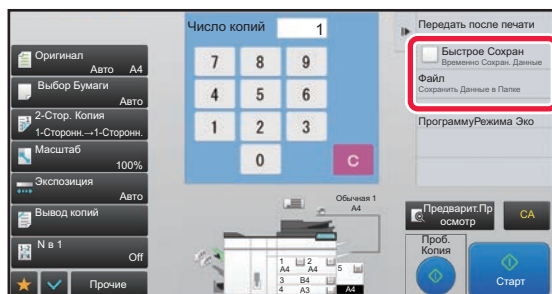 Число копий
1
Передать после печати
Быстрое Сохран
Временно Сохран. Данные
Файл
Сохранить Данные в Папке
ПрограммуРежима Эко
Оригинал
Авто A4
Выбор Бумаги
Авто
2-Стор. Копия
1-Сторонн.→1-Сторонн.
Масштаб
100%
Экспозиция
Авто
Вывод копий
N в 1
Off
Прочие
7 8 9
4 5 6
1 2 3
0 C
Обычная 1
A4
1 2 5
A4 A4
3 B4
4 A3 A4
Предварит.Пр
осмотр
CA
Проб.
Копия
Старт